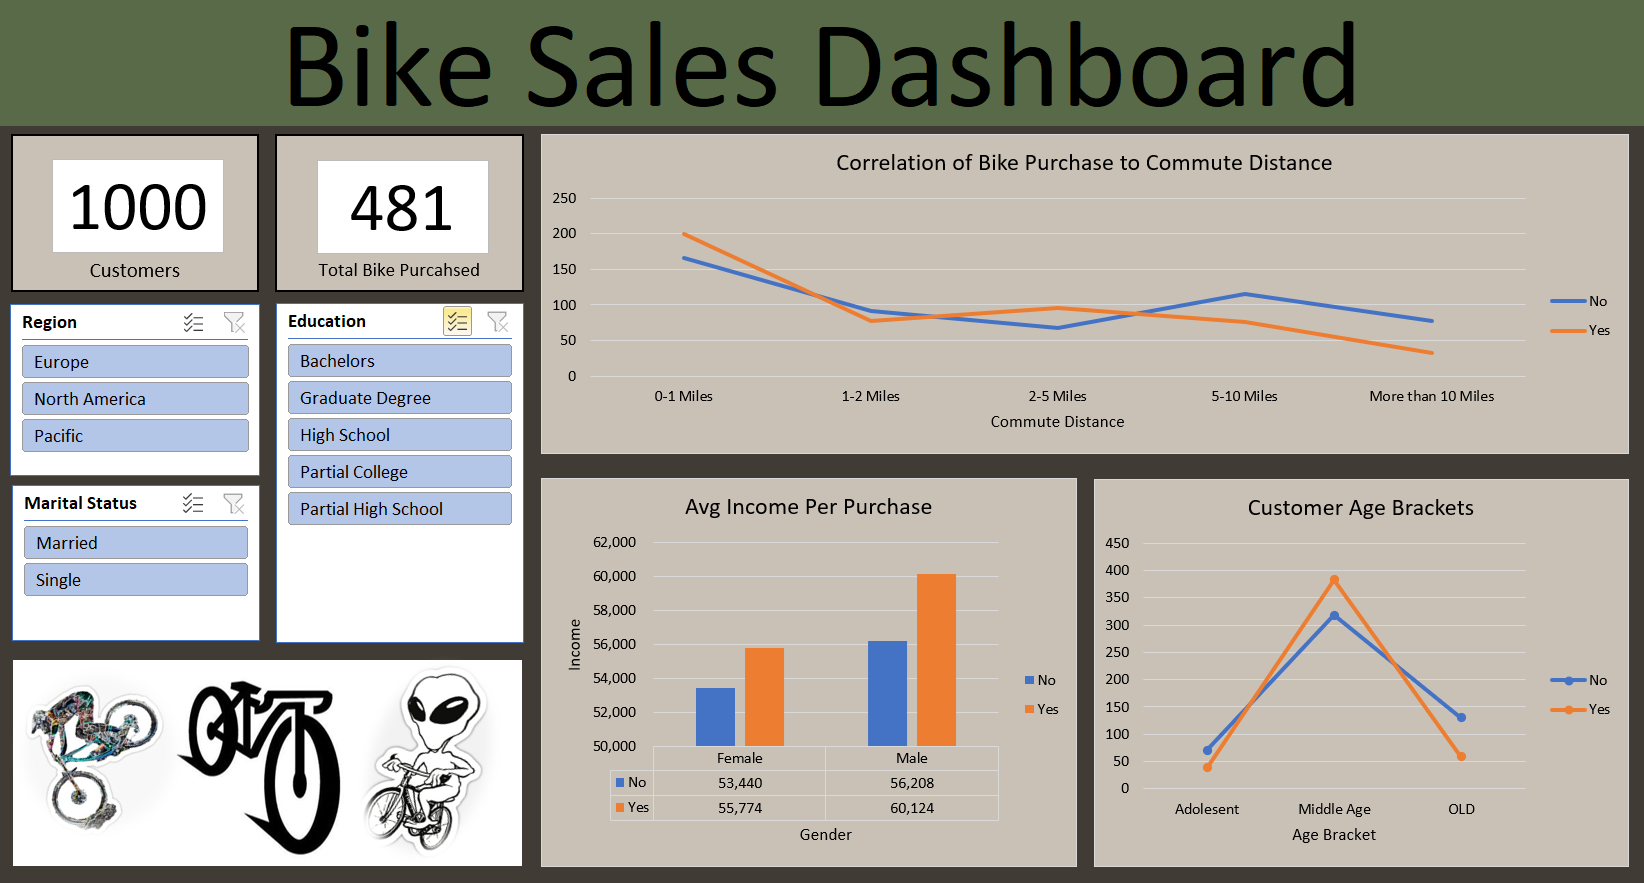 Bike Sales Dashboard
1000
Customers
481
Total Bike Purcahsed
Region
Europe
North America
Pacific
Education
Bachelors
Graduate Degree
High School
Partial College
Partial High School
Marital Status
Married
Single
Correlation of Bike Purchase to Commute Distance
250
200
150
100
50
0
0-1 Miles
1-2 Miles
2-5 Miles
5-10 Miles
More than 10 Miles
Commute Distance
No
Yes
Avg Income Per Purchase
Income
62,000
60,000
58,000
56,000
54,000
52,000
50,000
Female Male
No 53,440 56,208
Yes 55,774 60,124
Gender
No
Yes
Customer Age Brackets
450
400
350
300
250
200
150
100
50
0
Adolesent
Middle Age
OLD
Age Bracket
No
Yes